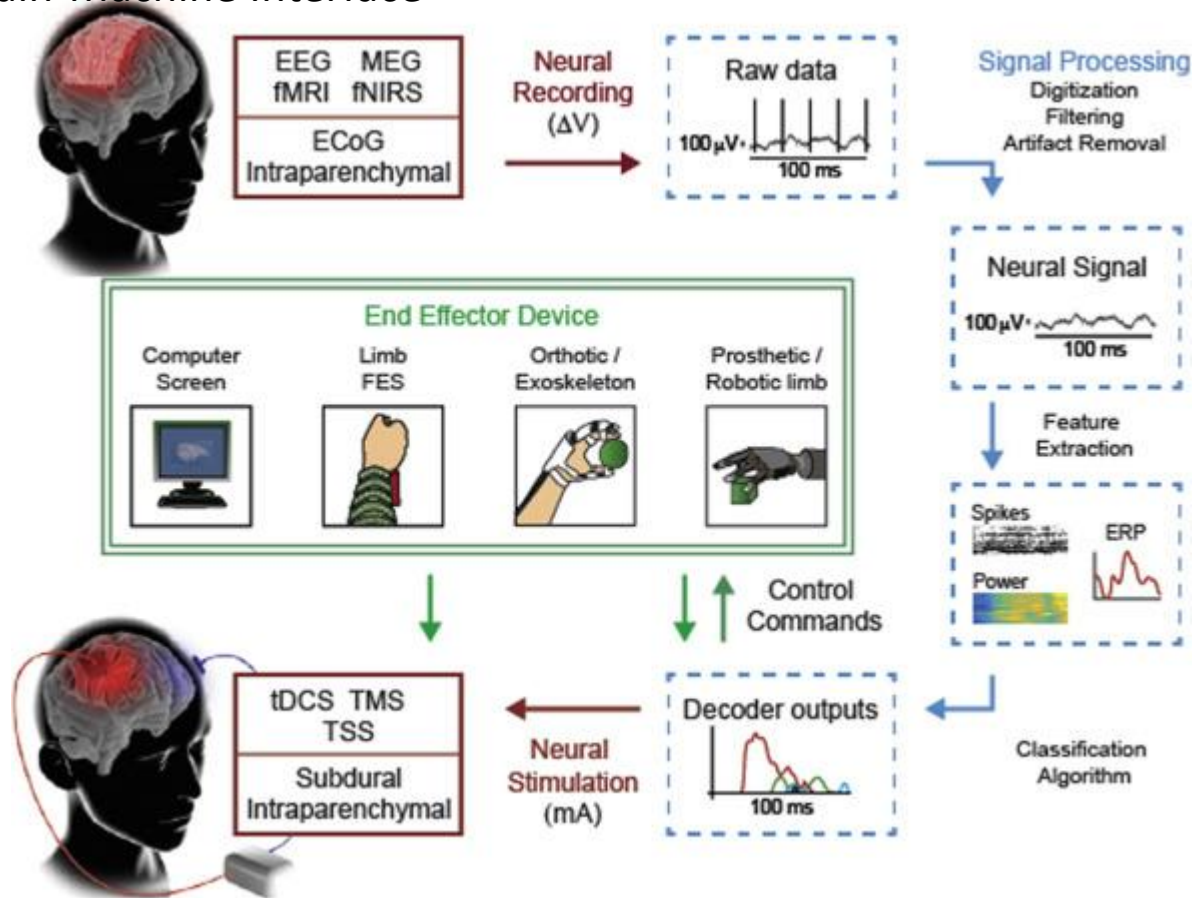 EEG MEG
fMRI fNIRS
ECoG
Intraparenchymal
Neural
Recording
(ΔV)
Raw data
100 μV
100 ms
Signal Processing
Digitization
Filtering
Artifact Removal
Neural Signal
100 μV
100 ms
Feature
Extraction
Spikes
ERP
Power
Classification
Algorithm
End Effector Device
Computer
Screen
Limb
FES
Orthotic /
Exoskeleton
Prosthetic /
Robotic limb
Control
Commands
Decoder outputs
100 ms
Neural
Stimulation
(mA)
tDCS TMS
TSS
Subdural
Intraparenchymal